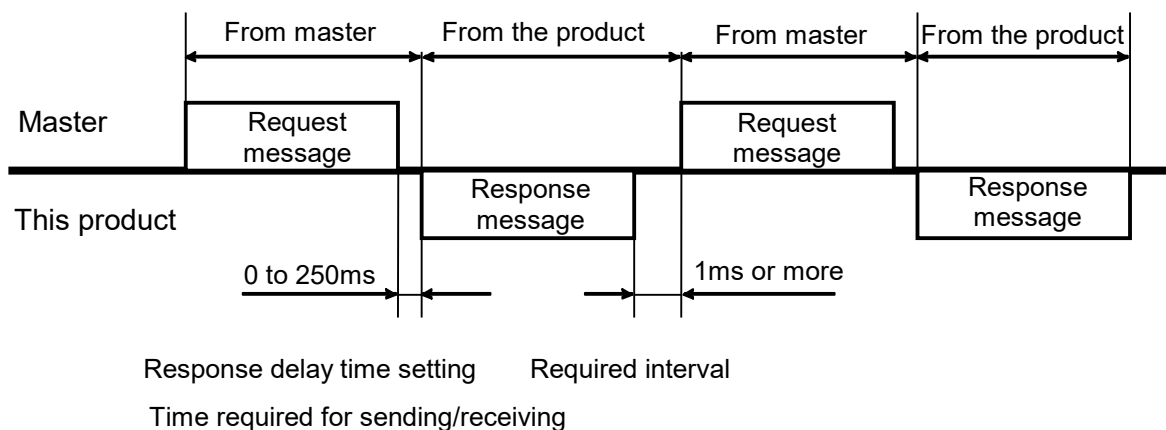 From master
From the product
From master
From the product
Master
Request
message
Request
message
This product
Response
message
Response
message
0 to 250ms
1ms or more
Response delay time setting
Required interval
Time required for sending/receiving